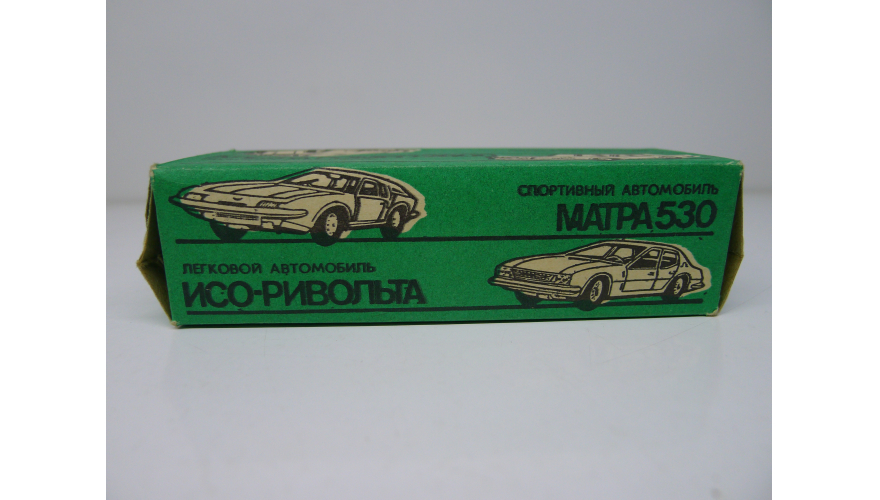 СПОРТИВНЫЙ АВТОМОБИЛЬ
МАТРА 530
ЛЕГКОВОЙ АВТОМОБИЛЬ
ИСО-РИВОЛЬТА